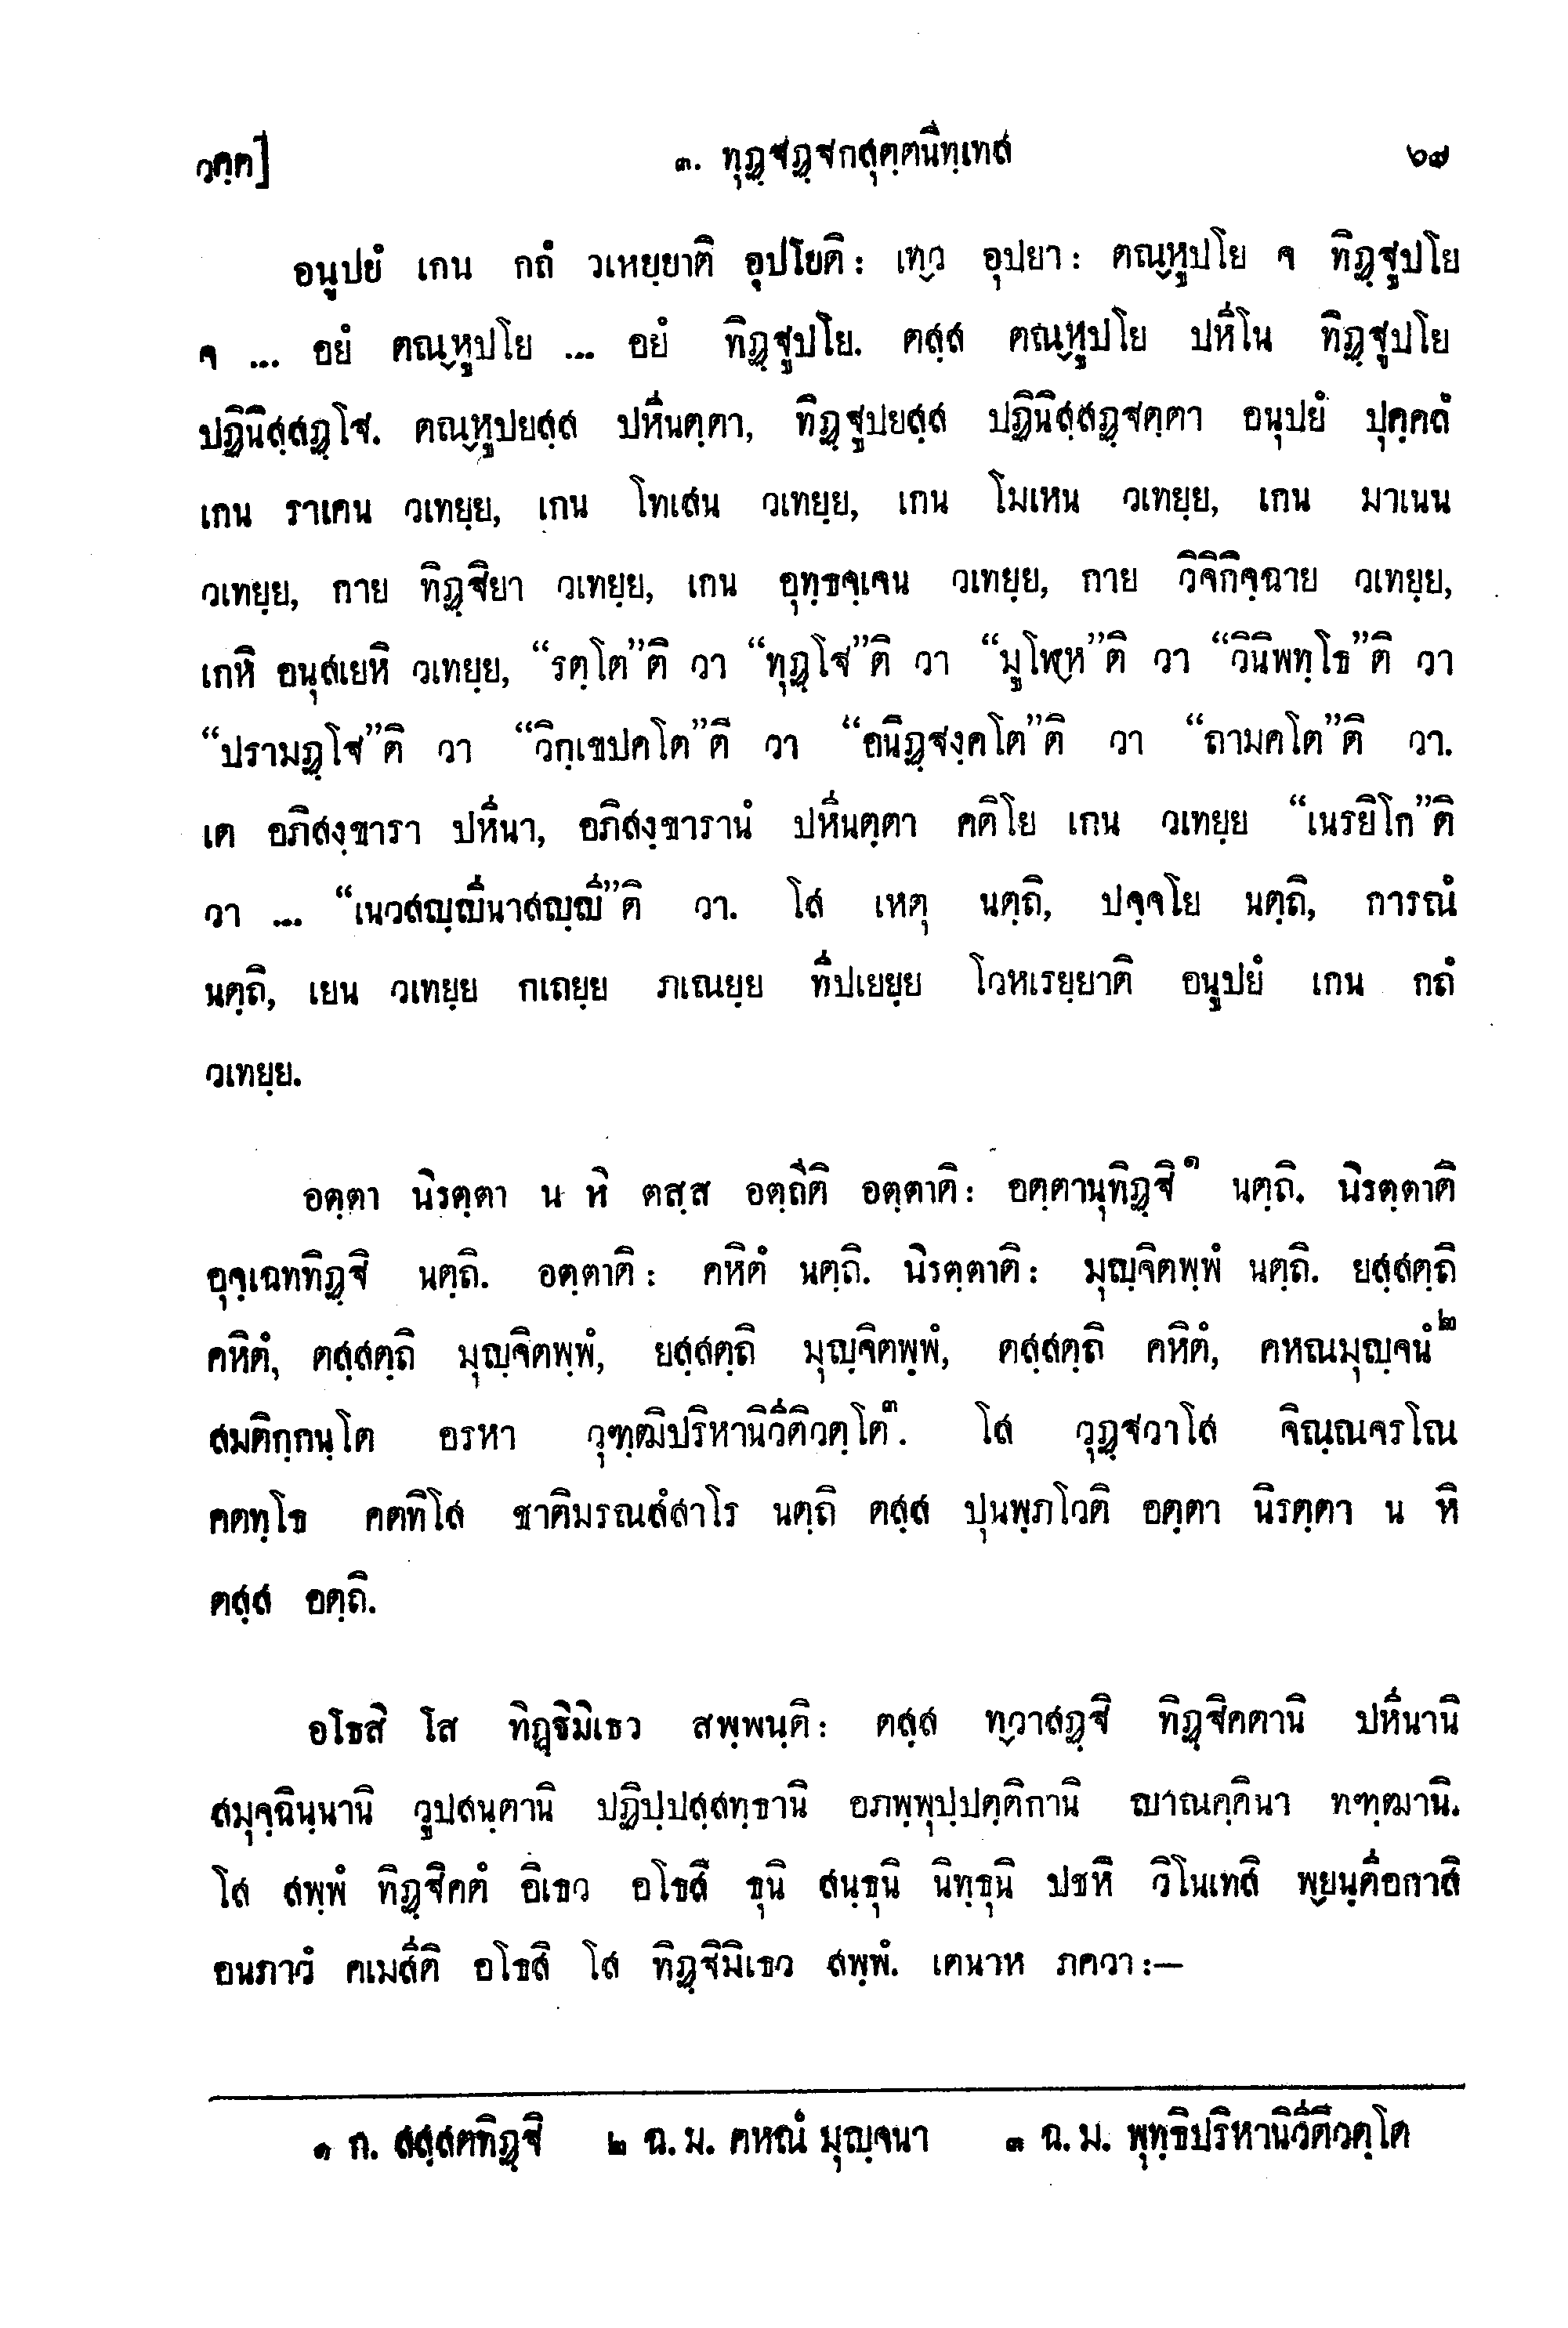 วคฺค]
๓. ทุฏฺฐฏฺฐกสุตฺตนิทฺเทส
๖๙
อนูปยํ เกน กถํ วเทยฺยาติ อุปโยติ: เทฺว อุปยา: ตณฺหูปโย จ ทิฏฺฐูปโย
จ ... อยํ ตณฺหูปโย ... อยํ ทิฏฺฐูปโย. ตสฺส ตณฺหูปโย ปหีโน ทิฏฺฐูปโย
ปฏินิสฺสฏฺโฐ. ตณฺหูปยสฺส ปหีนตฺตา, ทิฏฺฐูปยสฺส ปฏินิสฺสฏฺฐตฺตา อนุปยํ ปุคฺคลํ
เกน ราเคน วเทยฺย, เกน โทเสน วเทยฺย, เกน โมเหน วเทยฺย, เกน มาเนน
วเทยฺย, กาย ทิฏฺฐิยา วเทยฺย, เกน อุทฺธจฺเจน วเทยฺย, กาย วิจิกิจฺฉาย วเทยฺย,
เกหิ อนุสเยหิ วเทยฺย, “รตฺโต”ติ วา “ทุฏฺโฐ”ติ วา “มูโฬฺห”ติ วา “วินิพทฺโธ”ติ วา
“ปรามฏฺโฐ”ติ วา “วิกฺเขปคโต”ติ วา “อนิฏฺฐงฺคโต”ติ วา “ถามคโต”ติ วา.
เต อภิสงฺขารา ปหีนา, อภิสงฺขารานํ ปหีนตฺตา คติโย เกน วเทยฺย “เนรยิโก”ติ
วา ... “เนวสญฺญีนาสญฺญี”ติ วา. โส เหตุ นตฺถิ, ปจฺจโย นตฺถิ, การณํ
นตฺถิ, เยน วเทยฺย กเถยฺย ภเณยฺย ทีปเยยฺย โวหเรยฺยาติ อนูปยํ เกน กถํ
วเทยฺย.
อตฺตา นิรตฺตา น หิ ตสฺส อตฺถีติ อตฺตาติ: อตฺตานุทิฏฺฐิ๑ นตฺถิ. นิรตฺตาติ
อุจฺเฉททิฏฺฐิ นตฺถิ. อตฺตาติ: คหิตํ นตฺถิ. นิรตฺตาติ: มุญฺจิตพฺพํ นตฺถิ. ยสฺสตฺถิ
คหิตํ, ตสฺสตฺถิ มุญฺจิตพฺพํ, ยสฺสตฺถิ มุญฺจิตพฺพํ, ตสฺสตฺถิ คหิตํ, คหณมุญฺจนํ๒
สมติกฺกนฺโต อรหา วุฑฺฒิปริหานิวีติวตฺโต๓. โส วุฏฺฐวาโส จิณฺณจรโณ
คตทฺโธ คตทิโส ชาติมรณสํสาโร นตฺถิ ตสฺส ปุนพฺภโวติ อตฺตา นิรตฺตา น หิ
ตสฺส อตฺถิ.
อโธสิ โส ทิฏฺฐิมิเธว สพฺพนฺติ: ตสฺส ทฺวาสฏฺฐี ทิฏฺฐิคตานิ ปหีนานิ
สมุจฺฉินฺนานิ วูปสนฺตานิ ปฏิปฺปสฺสทฺธานิ อภพฺพุปฺปตฺติกานิ ญาณคฺคินา ทฑฺฒานิ.
โส สพฺพํ ทิฏฺฐิคตํ อิเธว อโธสิ ธุนิ สนฺธุนิ นิทฺธุนิ ปชหิ วิโนเทสิ พฺยนฺตีอกาสิ
อนภาวํ คเมสีติ อโธสิ โส ทิฏฺฐิมิเธว สพฺพํ. เตนาห ภควา:—
๑ ก. สสฺสตทิฏฺฐิ ๒ ฉ.ม. คหณํ มุญฺจนา ๓ ฉ.ม. พุทฺธิปริหานิวีติวตฺโต